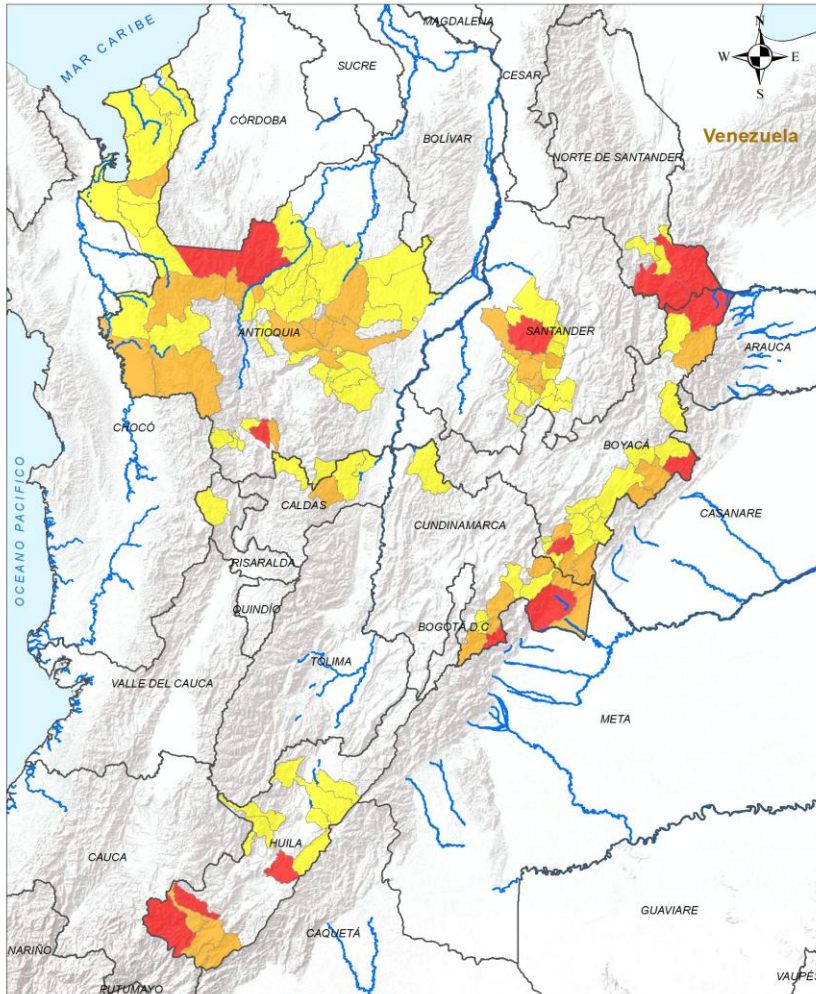 MAGDALENA
MAR CARIBE
N
W E
S
SUCRE
CESAR
CÓRDOBA
BOLÍVAR
Venezuela
NORTE DE SANTANDER
ANTIOQUIA
SANTANDER
ARAUCA
CHOCÓ
BOYACÁ
OCEANO PACIFICO
CALDAS
CUNDINAMARCA
CASANARE
RISARALDA
QUINDÍO
BOGOTÁ, D.C
TOLIMA
VALLE DEL CAUCA
META
HUILA
CAUCA
GUAVIARE
CAQUETÁ
NARIÑO
PUTUMAYO
VAUPÉS